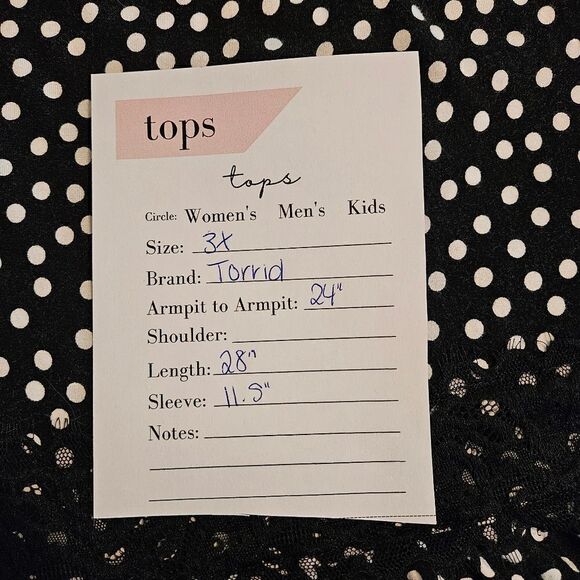 tops
tops
Circle: Women's Men's Kids
Size: 3X
Brand: Torrid
Armpit to Armpit: 24"
Shoulder:
Length: 28"
Sleeve: 11.5"
Notes: